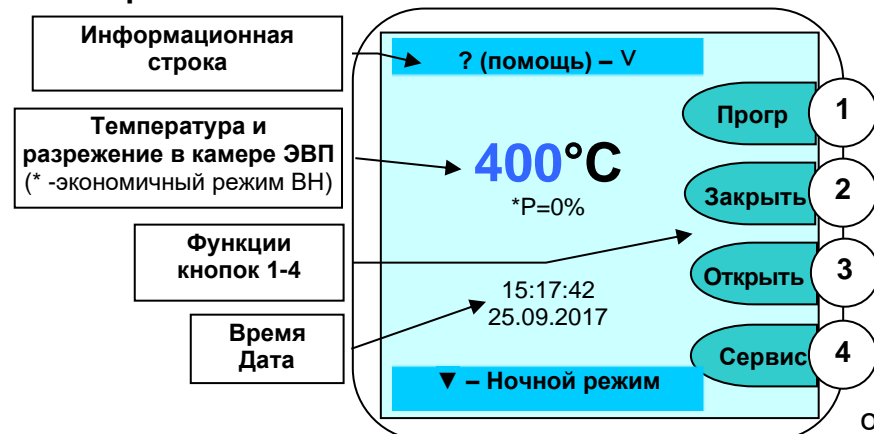 Информационная
строка
Температура и
разрежение в камере ЭВП
(* -экономичный режим ВН)
Функции
кнопок 1-4
Время
Дата
? (помощь) – V
400°C
*P=0%
15:17:42
25.09.2017
▼ – Ночной режим
Прогр 1
Закрыть 2
Открыть 3
Сервис 4